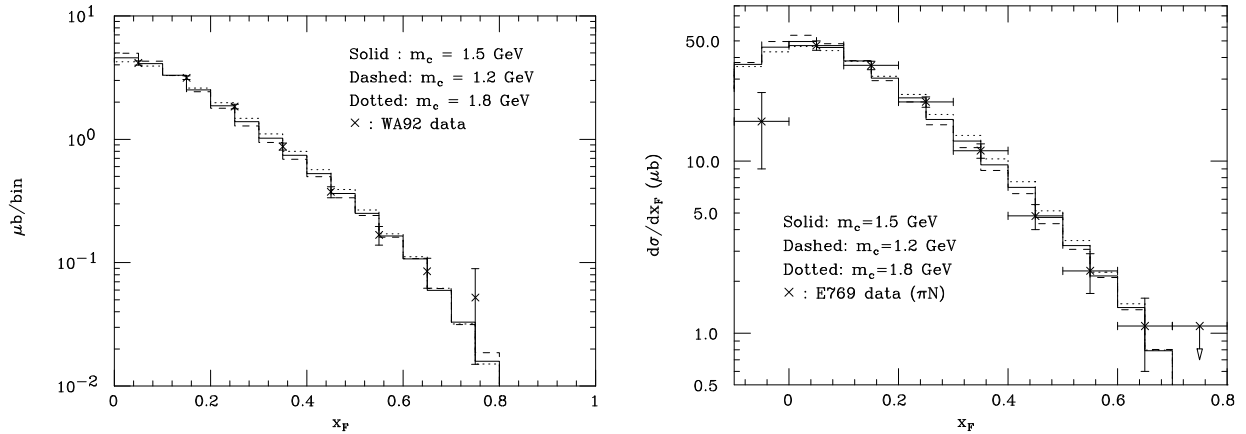 10¹
10⁰
10⁻¹
10⁻²
μb/bin
Solid : m_c = 1.5 GeV
Dashed: m_c = 1.2 GeV
Dotted: m_c = 1.8 GeV
× : WA92 data
0 0.2 0.4 0.6 0.8 1
x_F
50.0
10.0
5.0
1.0
0.5
dσ/dx_F (μb)
Solid: m_c=1.5 GeV
Dashed: m_c=1.2 GeV
Dotted: m_c=1.8 GeV
× : E769 data (πN)
0 0.2 0.4 0.6 0.8
x_F